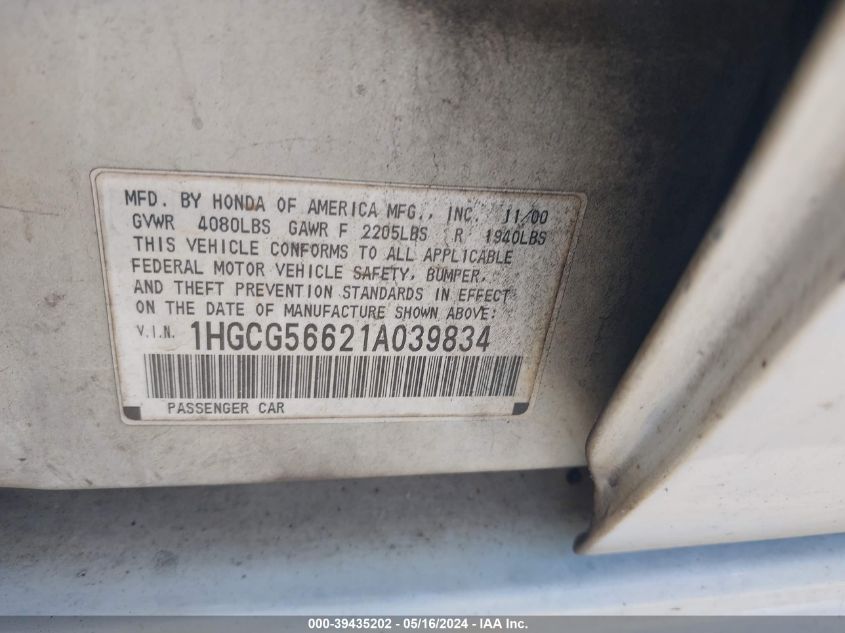 MFD. BY HONDA OF AMERICA MFG., INC. 11/00
GVWR 4080LBS GAWR F 2205LBS R 1940LBS
THIS VEHICLE CONFORMS TO ALL APPLICABLE
FEDERAL MOTOR VEHICLE SAFETY, BUMPER,
AND THEFT PREVENTION STANDARDS IN EFFECT
ON THE DATE OF MANUFACTURE SHOWN ABOVE:
V.I.N. 1HGCG56621A039834
PASSENGER CAR
000-39435202 - 05/16/2024 - IAA Inc.